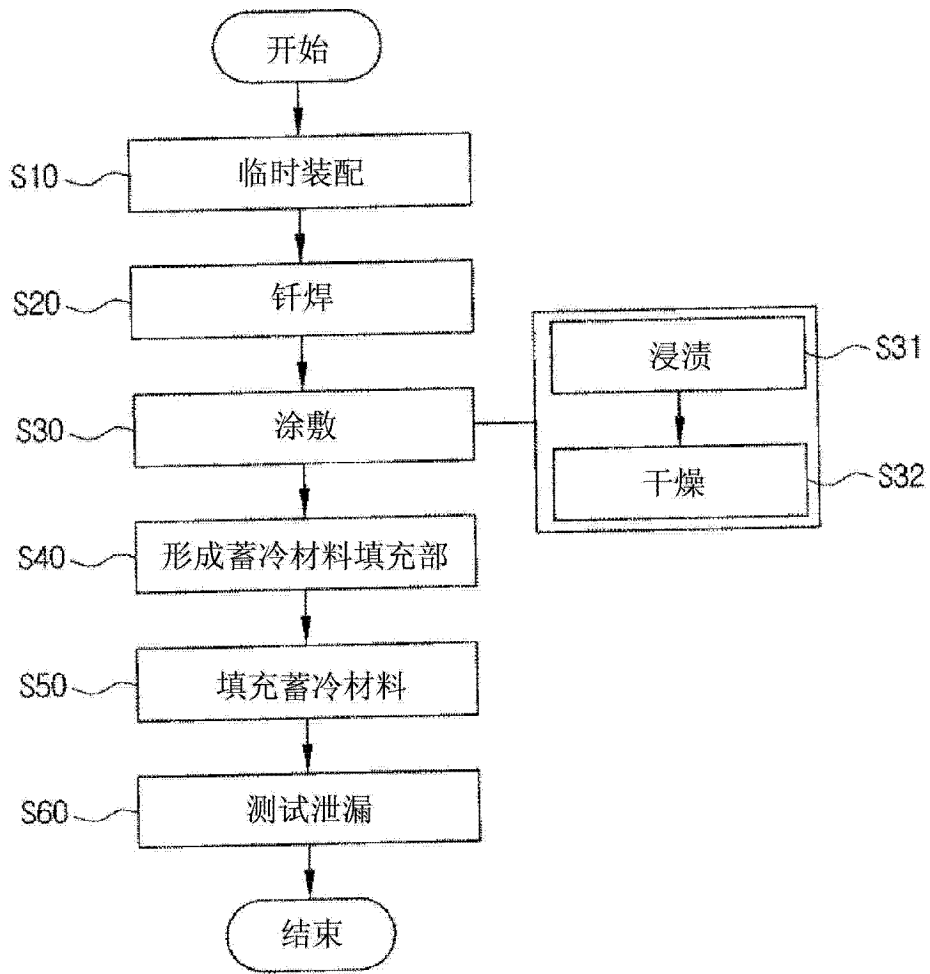 开始
S10 临时装配
S20 钎焊
S30 涂敷
浸渍 S31
干燥 S32
S40 形成蓄冷材料填充部
S50 填充蓄冷材料
S60 测试泄漏
结束